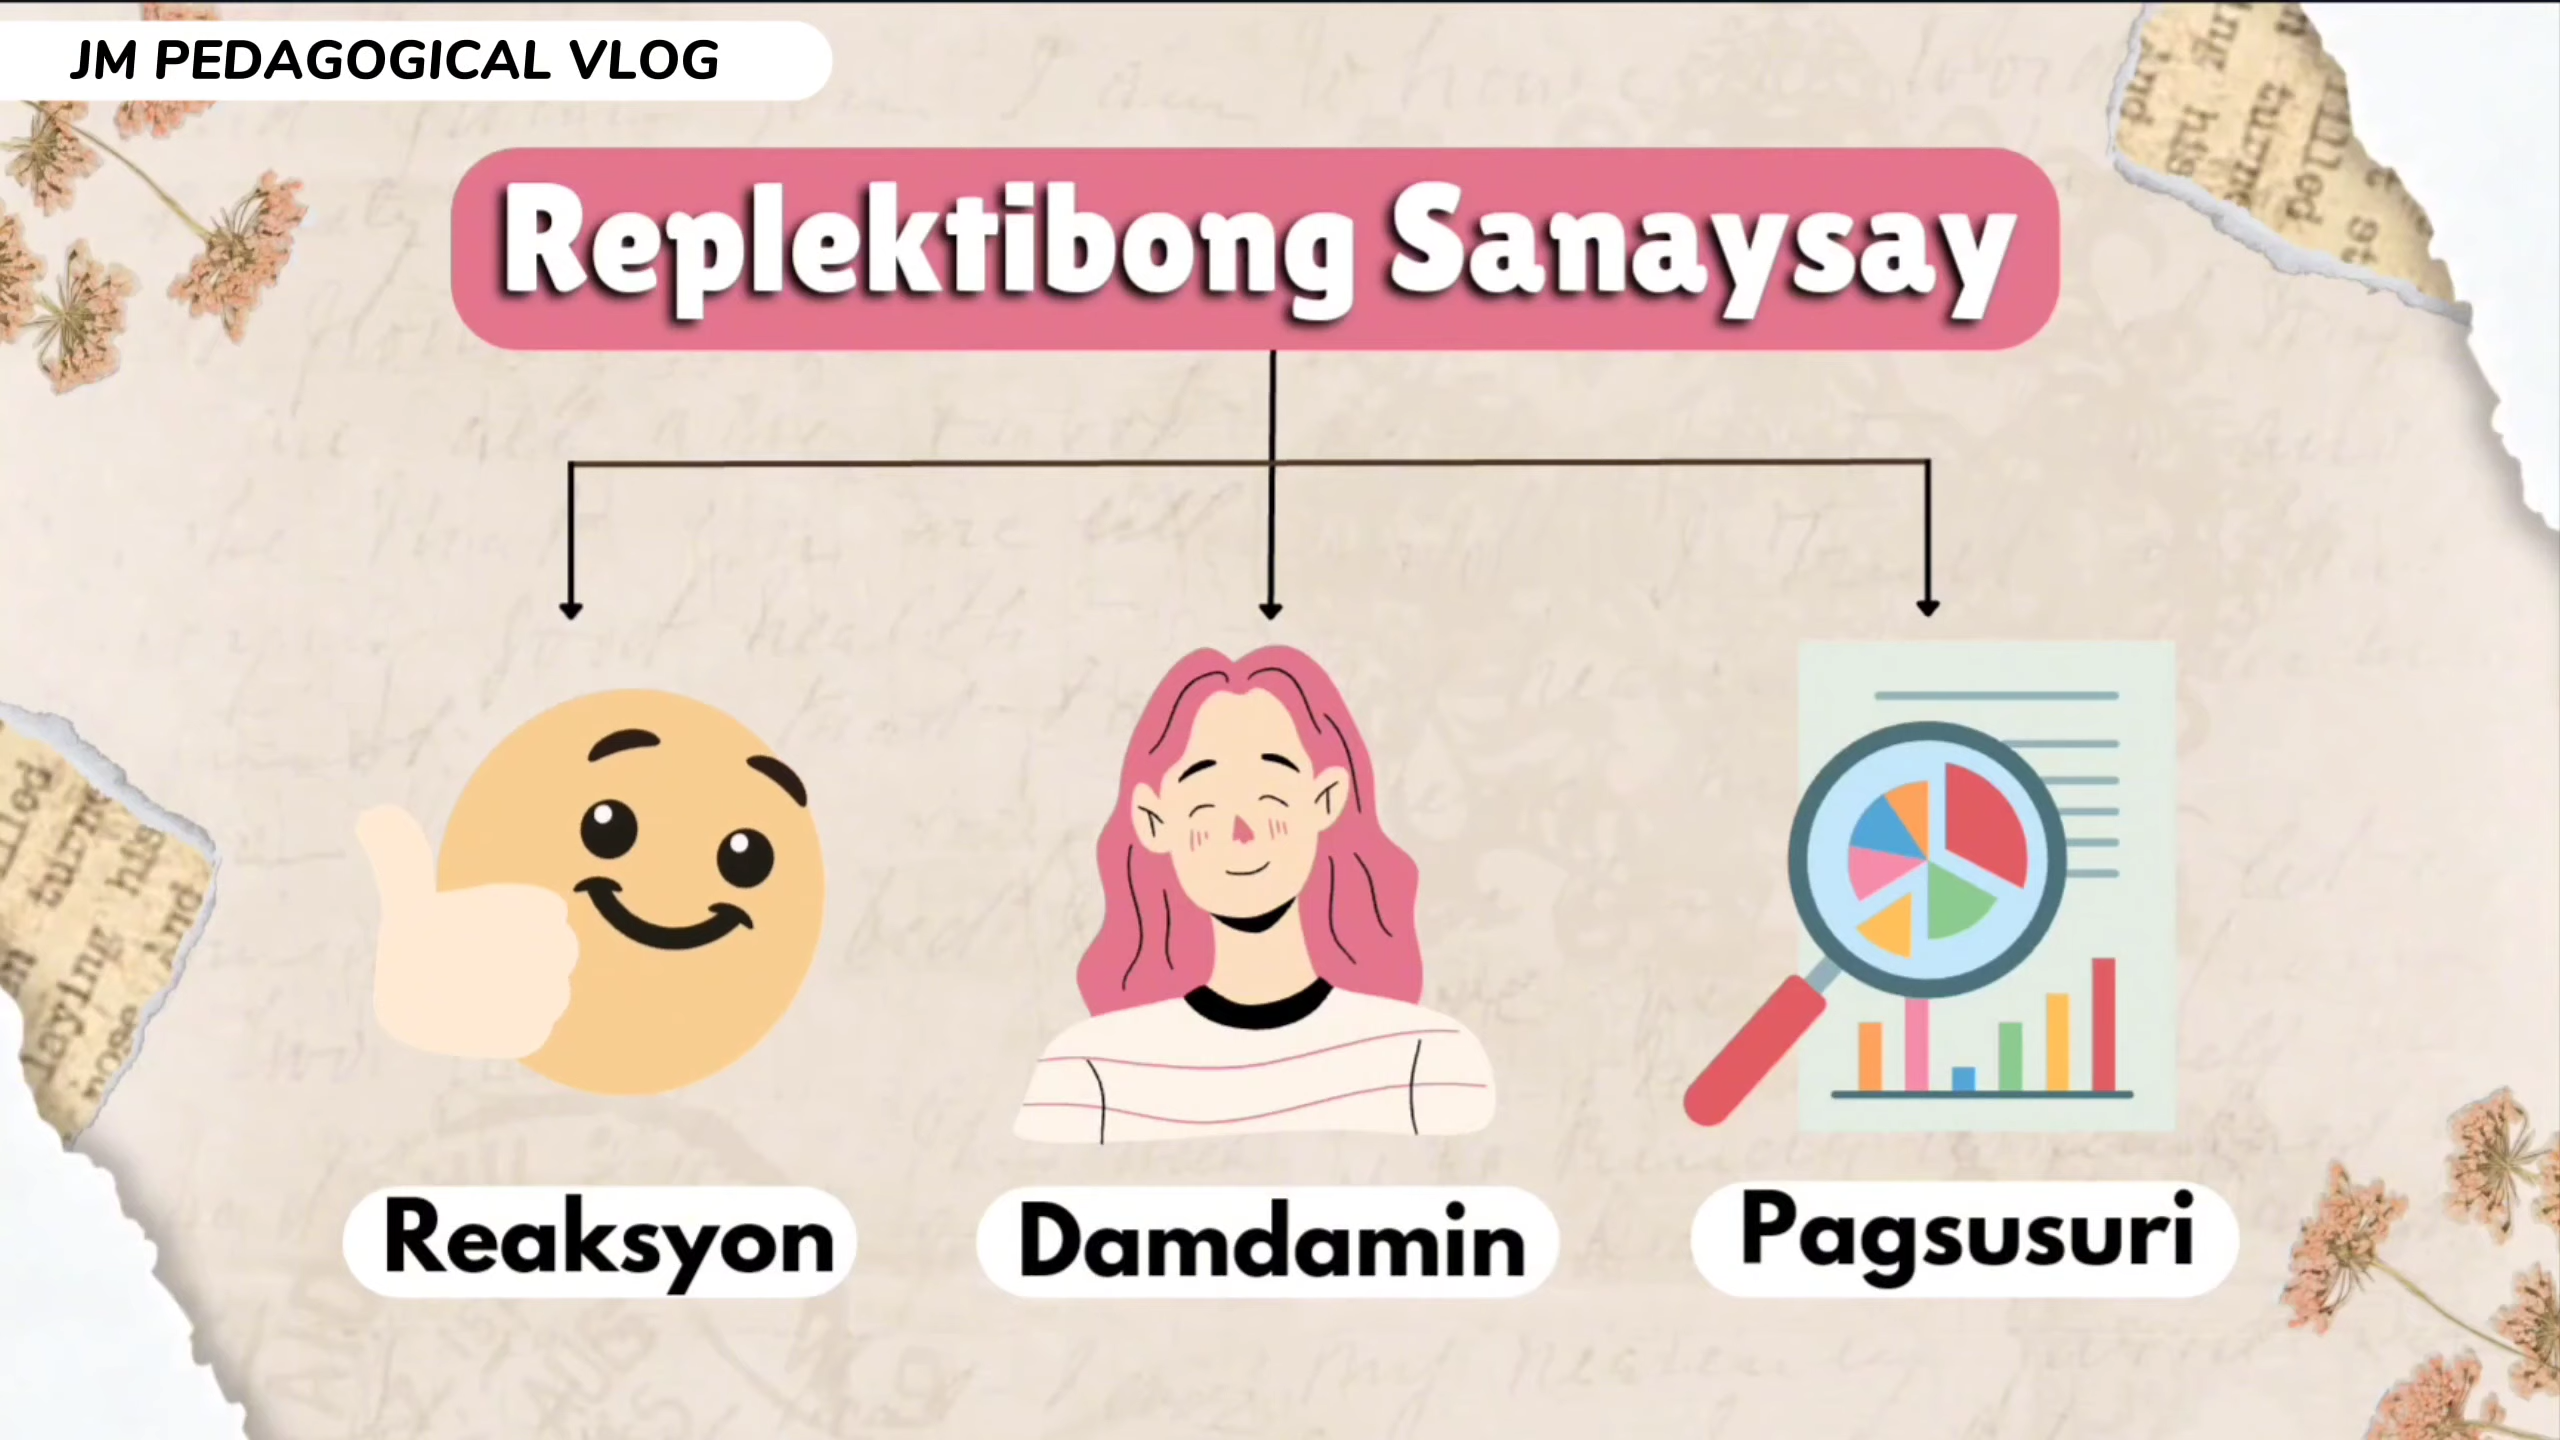 JM PEDAGOGICAL VLOG
Replektibong Sanaysay
Reaksyon
Damdamin
Pagsusuri